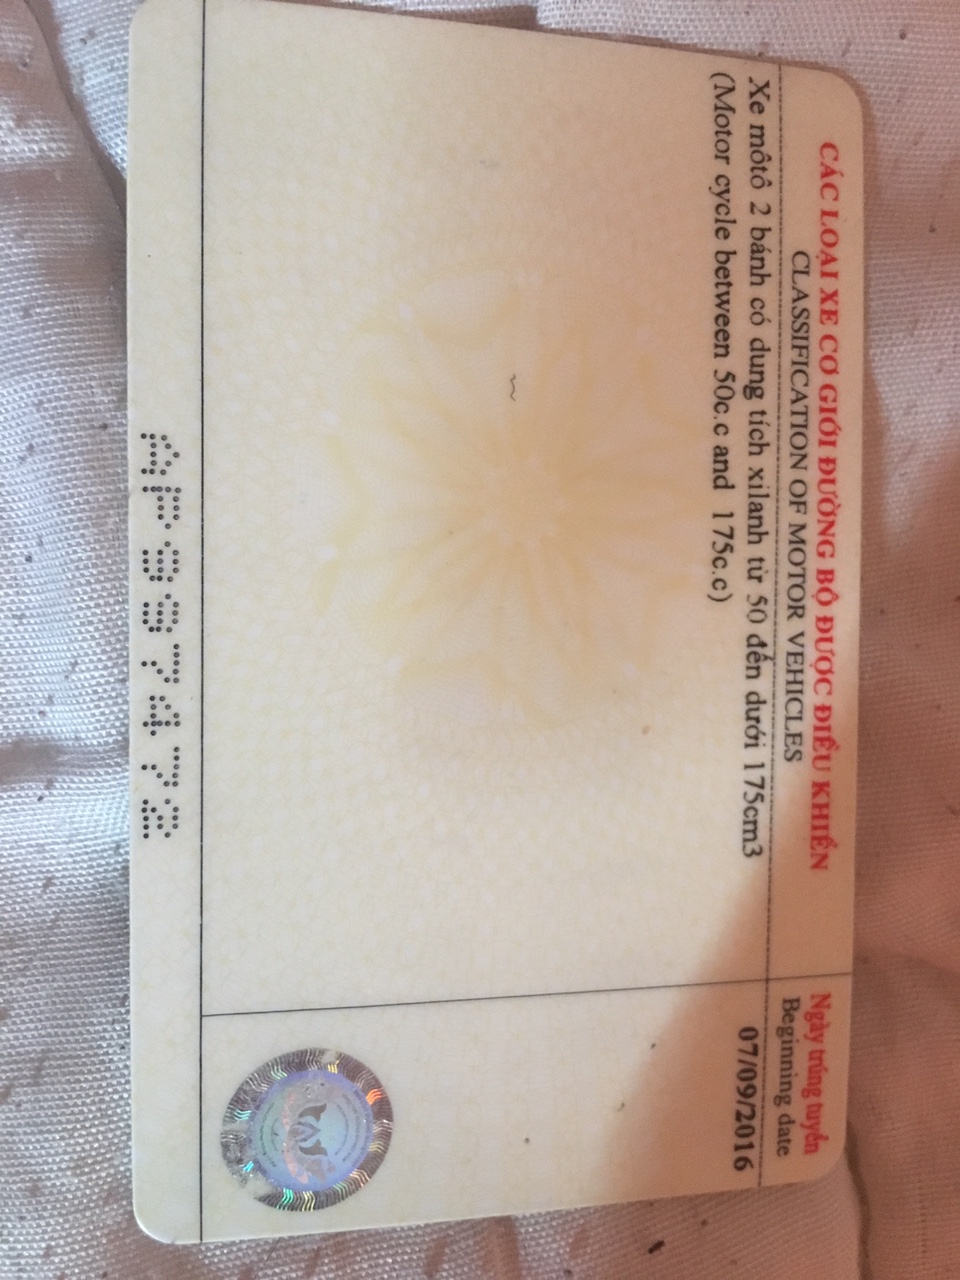 CÁC LOẠI XE CƠ GIỚI ĐƯỜNG BỘ ĐƯỢC ĐIỀU KHIỂN
CLASSIFICATION OF MOTOR VEHICLES
Ngày trúng tuyển
Beginning date
Xe môtô 2 bánh có dung tích xilanh từ 50 đến dưới 175cm3
(Motor cycle between 50c.c and 175c.c)
07/09/2016
AP997472